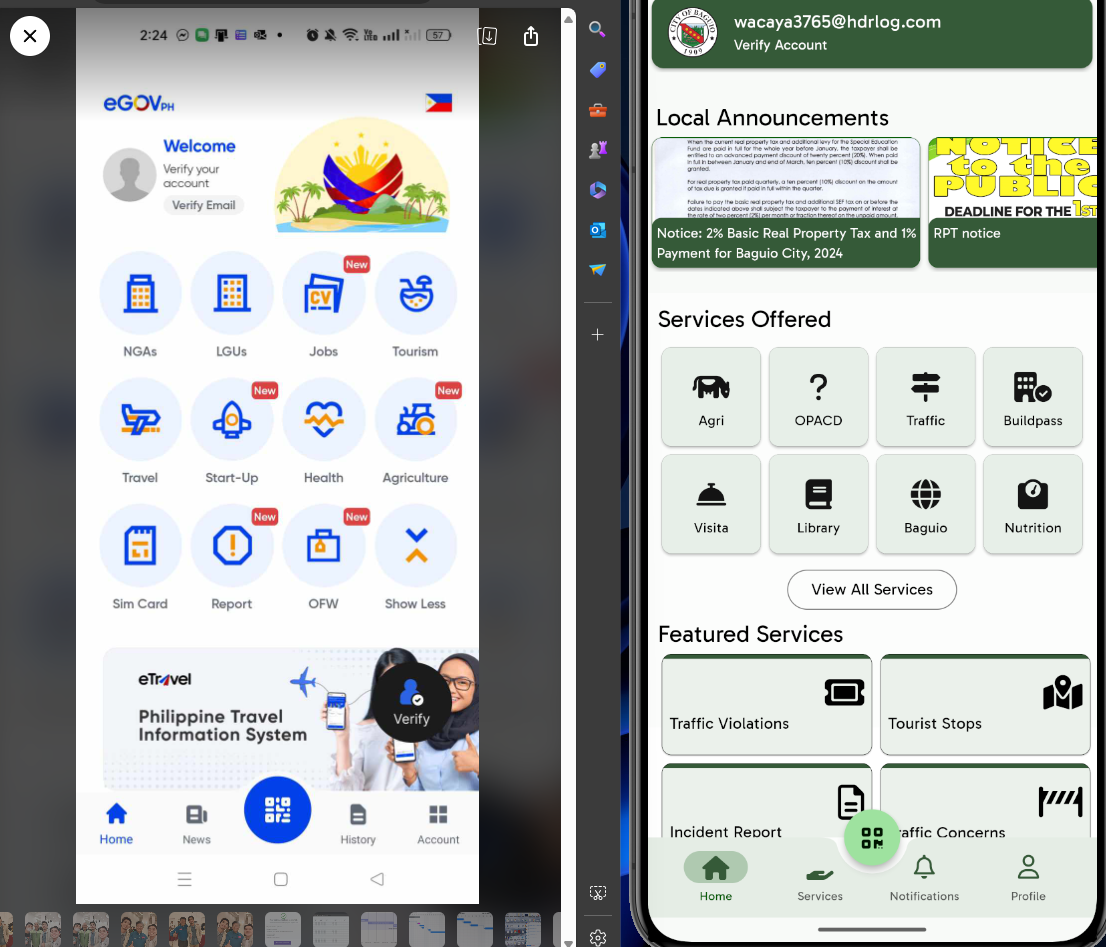 2:24
57
eGOVPH
Welcome
Verify your
account
Verify Email
New
NGAs
LGUs
Jobs
Tourism
New
New
Travel
Start-Up
Health
Agriculture
New
New
Sim Card
Report
OFW
Show Less
eTravel
Philippine Travel
Information System
Verify
Home
News
History
Account
CITY OF BAGUIO
1909
wacaya3765@hdrlog.com
Verify Account
Local Announcements
When the current real property tax and additional levy for the Special Education
Fund are paid in full for the whole year before January, the taxpayer shall be
entitled to an advanced payment discount of twenty percent (20%). When paid
in full between January and end of March, ten percent (10%) discount shall be
granted.
For real property tax paid quarterly, a ten percent (10%) discount on the amount
of tax due is granted if paid in full within the quarter.
Failure to pay the basic real property tax and additional SEF tax on or before the
dates indicated above shall subject the taxpayer to the payment of interest at
the rate of two percent (2%) per month or fraction thereof on the unpaid amount
Notice: 2% Basic Real Property Tax and 1%
Payment for Baguio City, 2024
NOTICE
to the
PUBLIC
DEADLINE FOR THE 1ST
RPT notice
Services Offered
Agri
OPACD
Traffic
Buildpass
Visita
Library
Baguio
Nutrition
View All Services
Featured Services
Traffic Violations
Tourist Stops
Incident Report
raffic Concerns
Home
Services
Notifications
Profile